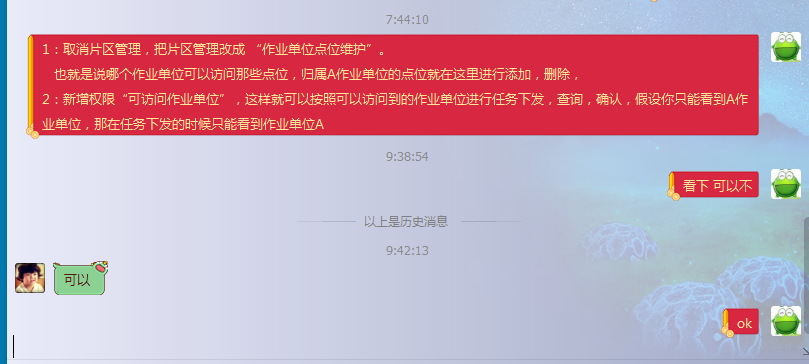 7:44:10
1：取消片区管理，把片区管理改成 “作业单位点位维护”。
也就是说哪个作业单位可以访问那些点位，归属A作业单位的点位就在这里进行添加，删除，
2：新增权限“可访问作业单位”，这样就可以按照可以访问到的作业单位进行任务下发，查询，确认，假设你只能看到A作
业单位，那在任务下发的时候只能看到作业单位A
9:38:54
看下 可以不
以上是历史消息
9:42:13
可以
ok